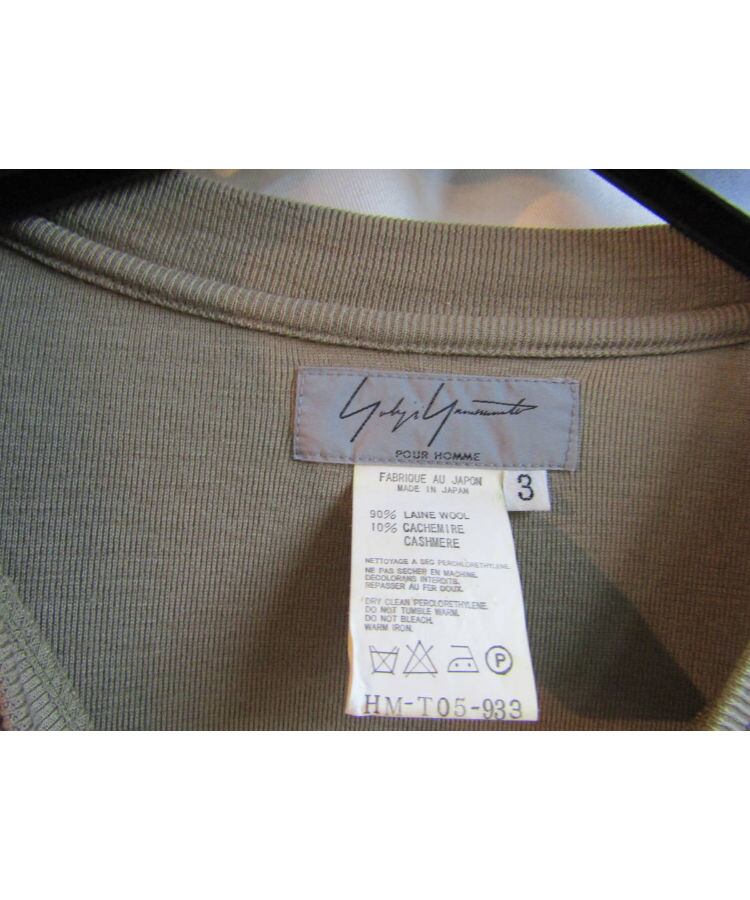 Yohji Yamamoto
POUR HOMME
FABRIQUE AU JAPON
MADE IN JAPAN
3
90% LAINE WOOL
10% CACHEMIRE
CASHMERE
NETTOYAGE A SEC PERCHLORETHYLENE.
NE PAS SECHER EN MACHINE.
DECOLORANS INTERDITS.
REPASSER AU FER DOUX.
DRY CLEAN PERCLORETHYLENE.
DO NOT TUMBLE WARM.
DO NOT BLEACH.
WARM IRON.
P
HM-T05-933